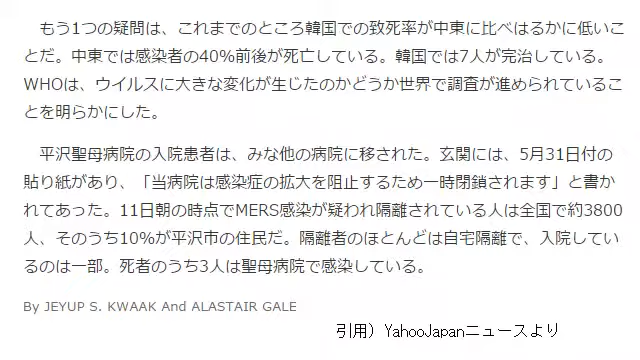 もう1つの疑問は、これまでのところ韓国での致死率が中東に比べはるかに低いこ
とだ。中東では感染者の40%前後が死亡している。韓国では7人が完治している。
WHOは、ウイルスに大きな変化が生じたのかどうか世界で調査が進められているこ
とを明らかにした。
平沢聖母病院の入院患者は、みな他の病院に移された。玄関には、5月31日付の
貼り紙があり、「当病院は感染症の拡大を阻止するため一時閉鎖されます」と書か
れてあった。11日朝の時点でMERS感染が疑われ隔離されている人は全国で約3800
人、そのうち10%が平沢市の住民だ。隔離者のほとんどは自宅隔離で、入院してい
るのは一部。死者のうち3人は聖母病院で感染している。
By JEYUP S. KWAAK And ALASTAIR GALE
引用）YahooJapanニュースより